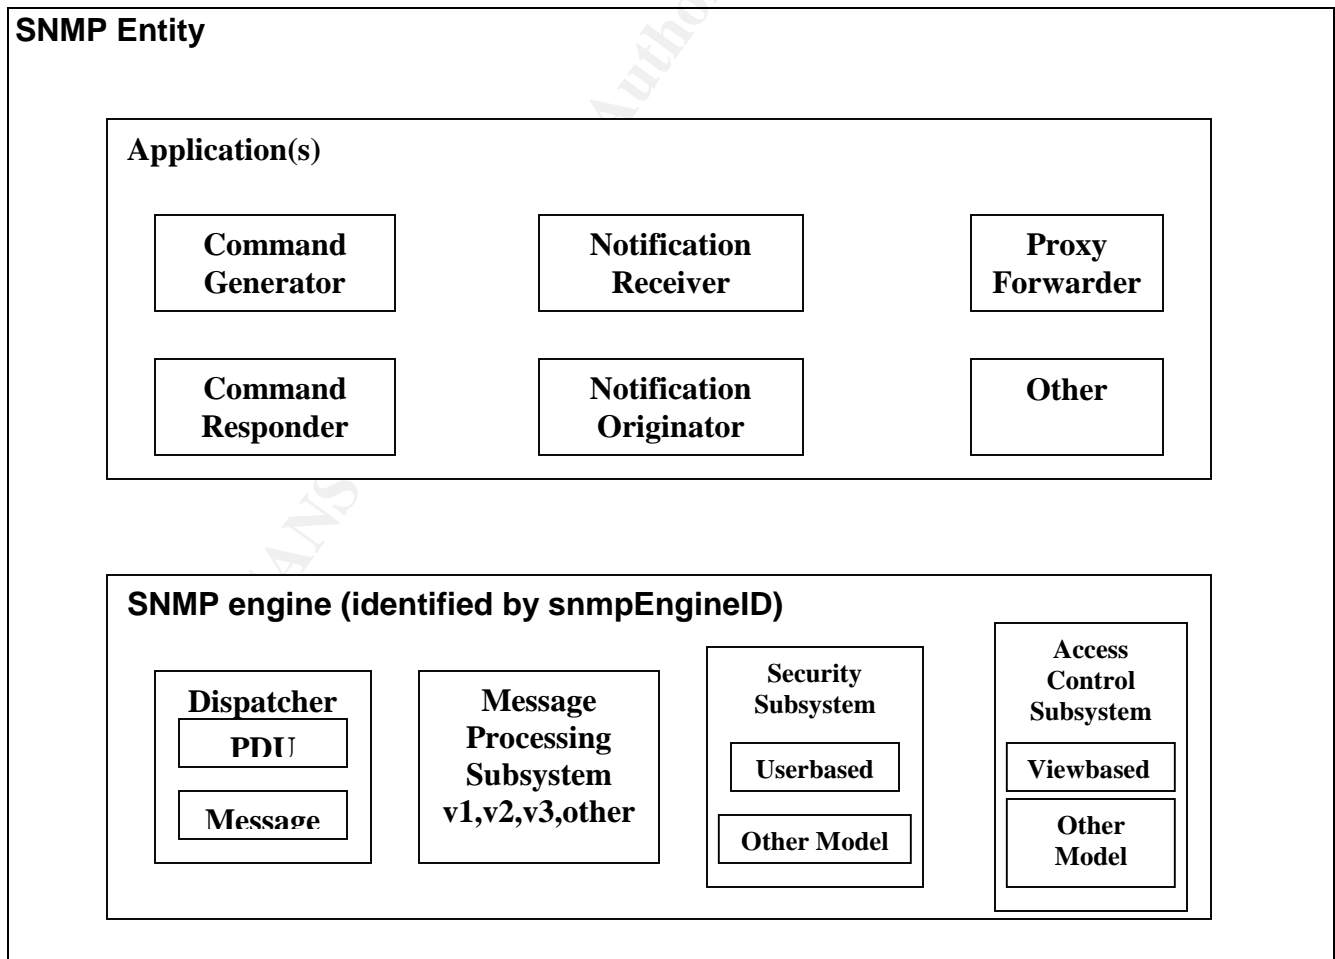 SNMP Entity
Application(s)
Command
Generator
Notification
Receiver
Proxy
Forwarder
Command
Responder
Notification
Originator
Other
SNMP engine (identified by snmpEngineID)
Dispatcher
PDU
Message
Message
Processing
Subsystem
v1,v2,v3,other
Security
Subsystem
Userbased
Other Model
Access
Control
Subsystem
Viewbased
Other
Model